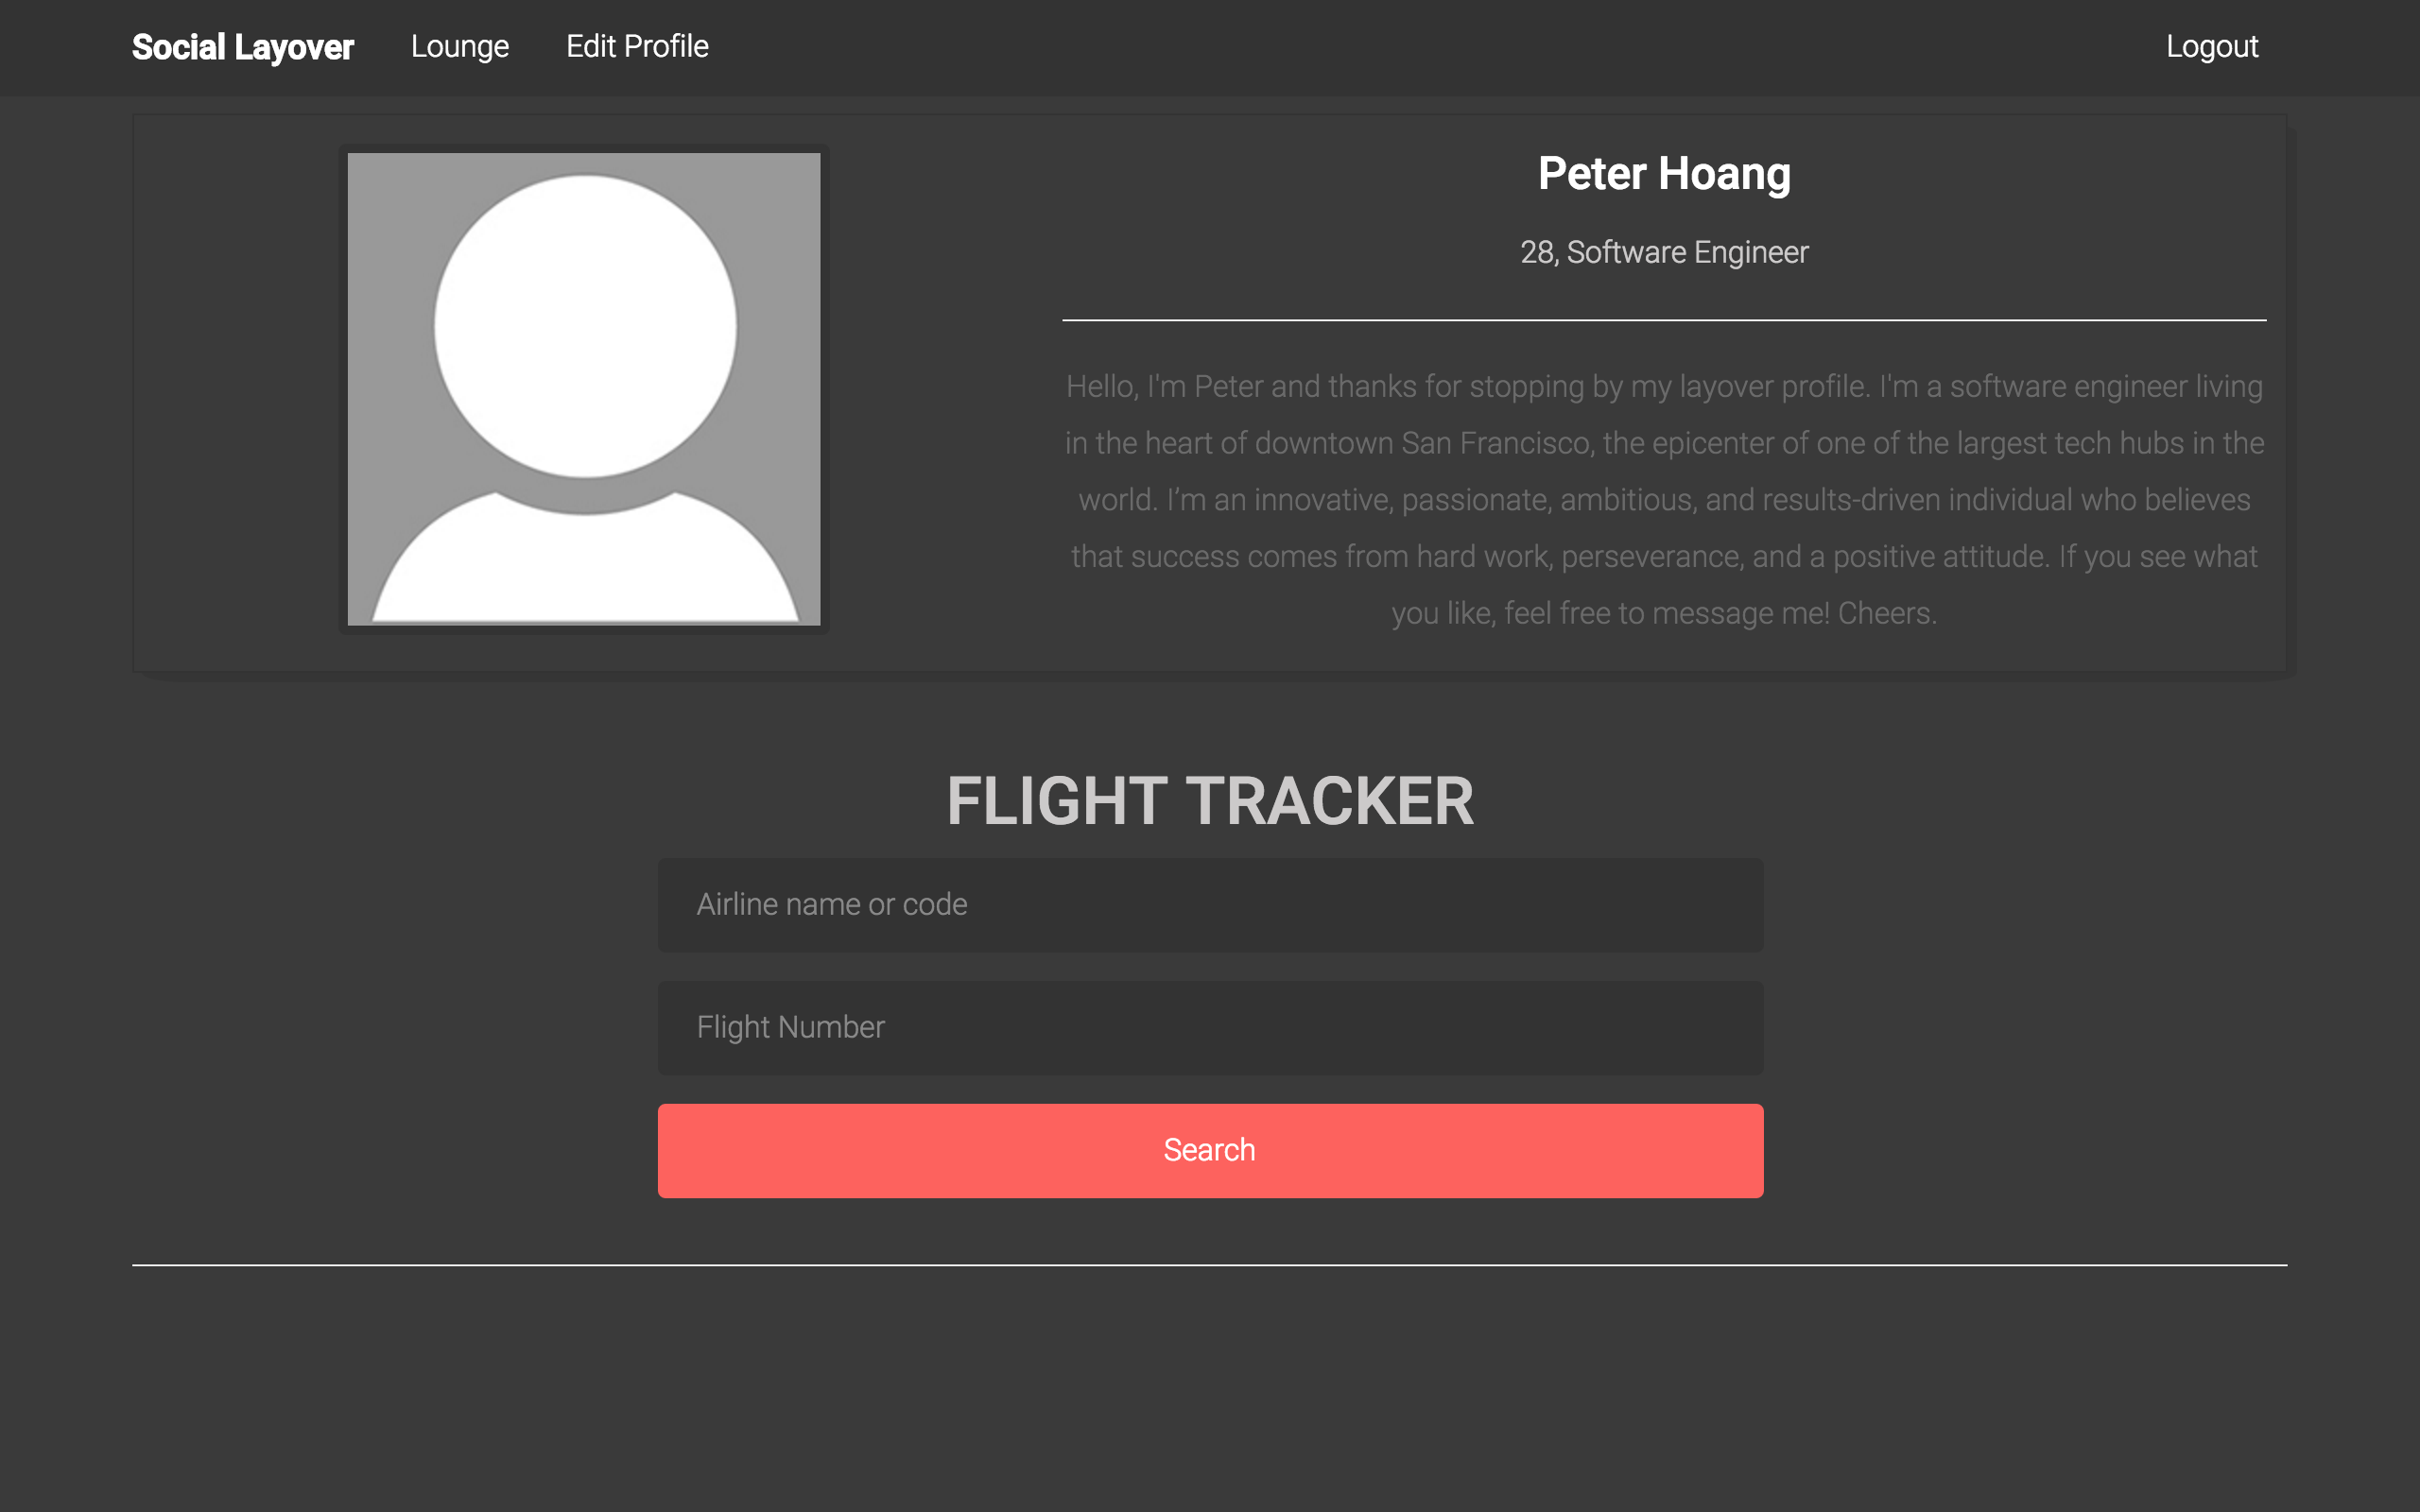 Social Layover Lounge Edit Profile Logout
Peter Hoang
28, Software Engineer
Hello, I'm Peter and thanks for stopping by my layover profile. I'm a software engineer living
in the heart of downtown San Francisco, the epicenter of one of the largest tech hubs in the
world. I’m an innovative, passionate, ambitious, and results-driven individual who believes
that success comes from hard work, perseverance, and a positive attitude. If you see what
you like, feel free to message me! Cheers.
FLIGHT TRACKER
Airline name or code
Flight Number
Search